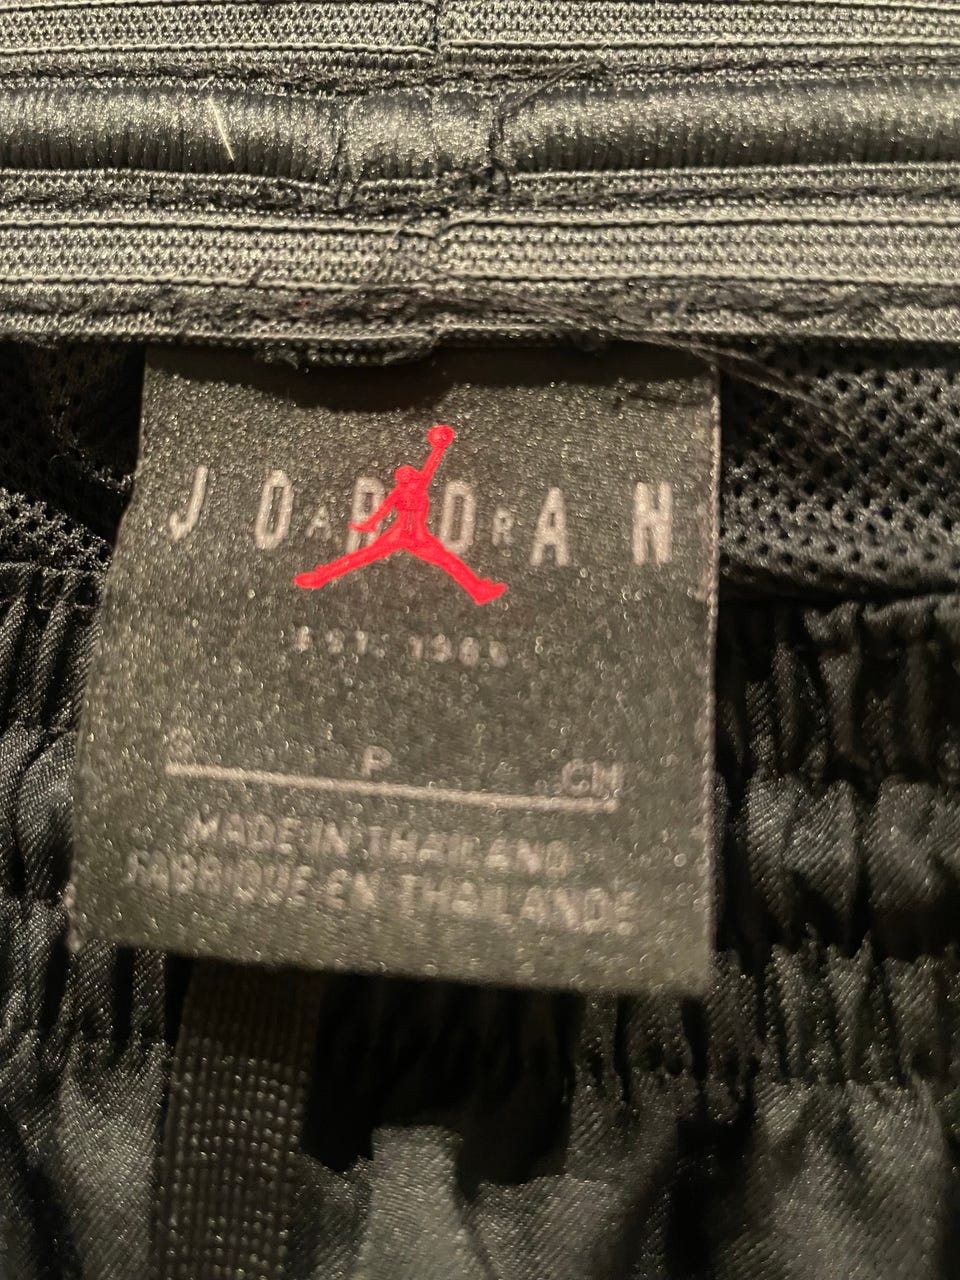 JORDAN
AIR
EST. 1985
S P CH
MADE IN THAILAND
FABRIQUE EN THAILANDE